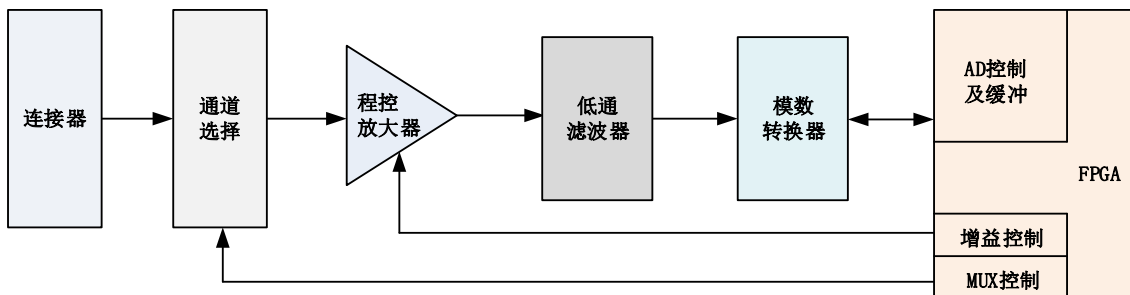 连接器
通道
选择
程控
放大器
低通
滤波器
模数
转换器
AD控制
及缓冲
FPGA
增益控制
MUX控制